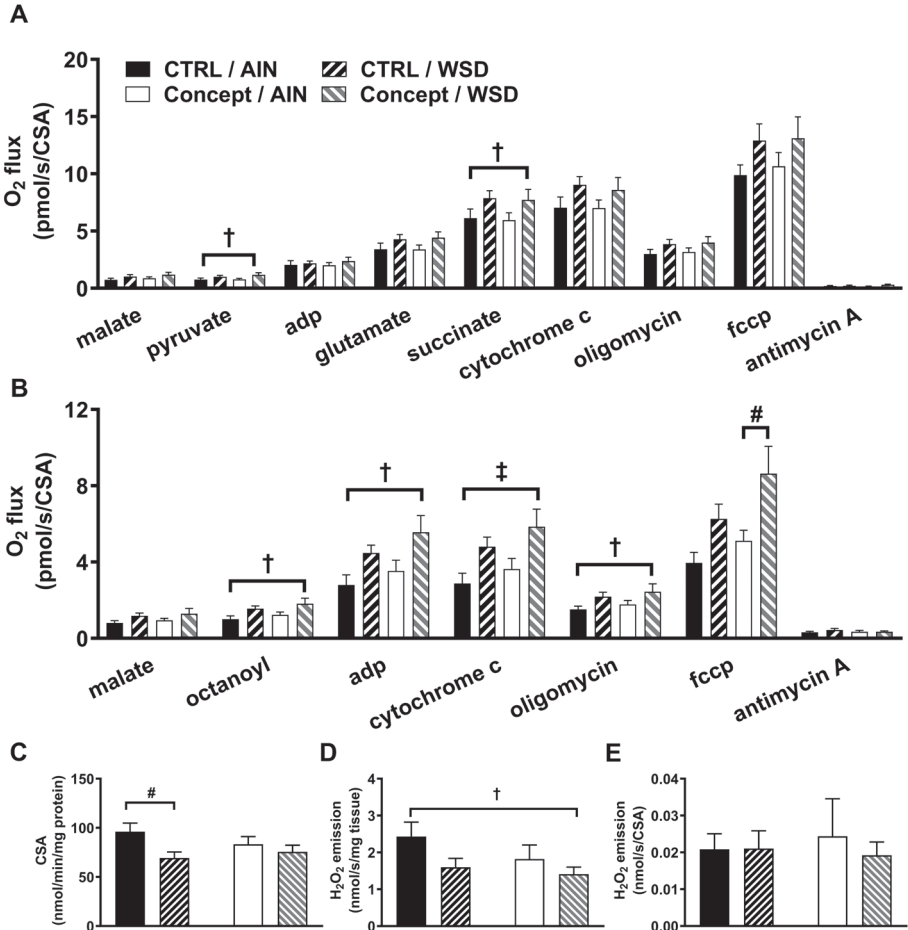 A
20
15
10
5
0
O2 flux
(pmol/s/CSA)
CTRL / AIN
CTRL / WSD
Concept / AIN
Concept / WSD
†
†
malate
pyruvate
adp
glutamate
succinate
cytochrome c
oligomycin
fccp
antimycin A
B
12
8
4
0
O2 flux
(pmol/s/CSA)
†
†
‡
†
#
malate
octanoyl
adp
cytochrome c
oligomycin
fccp
antimycin A
C
150
100
50
0
CSA
(nmol/min/mg protein)
#
D
4
3
2
1
0
H2O2 emission
(nmol/s/mg tissue)
†
E
0.04
0.03
0.02
0.01
0.00
H2O2 emission
(nmol/s/CSA)